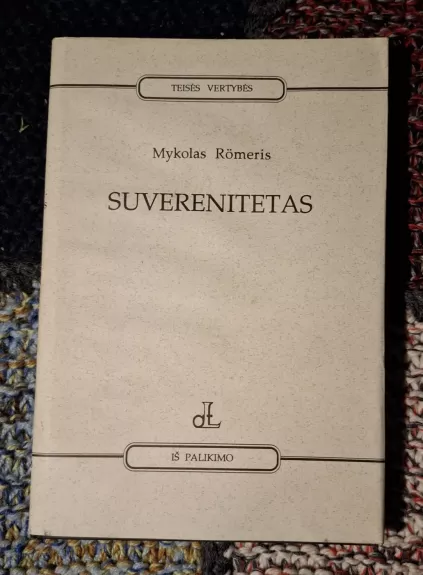 TEISĖS VERTYBĖS
Mykolas Römeris
SUVERENITETAS
IŠ PALIKIMO